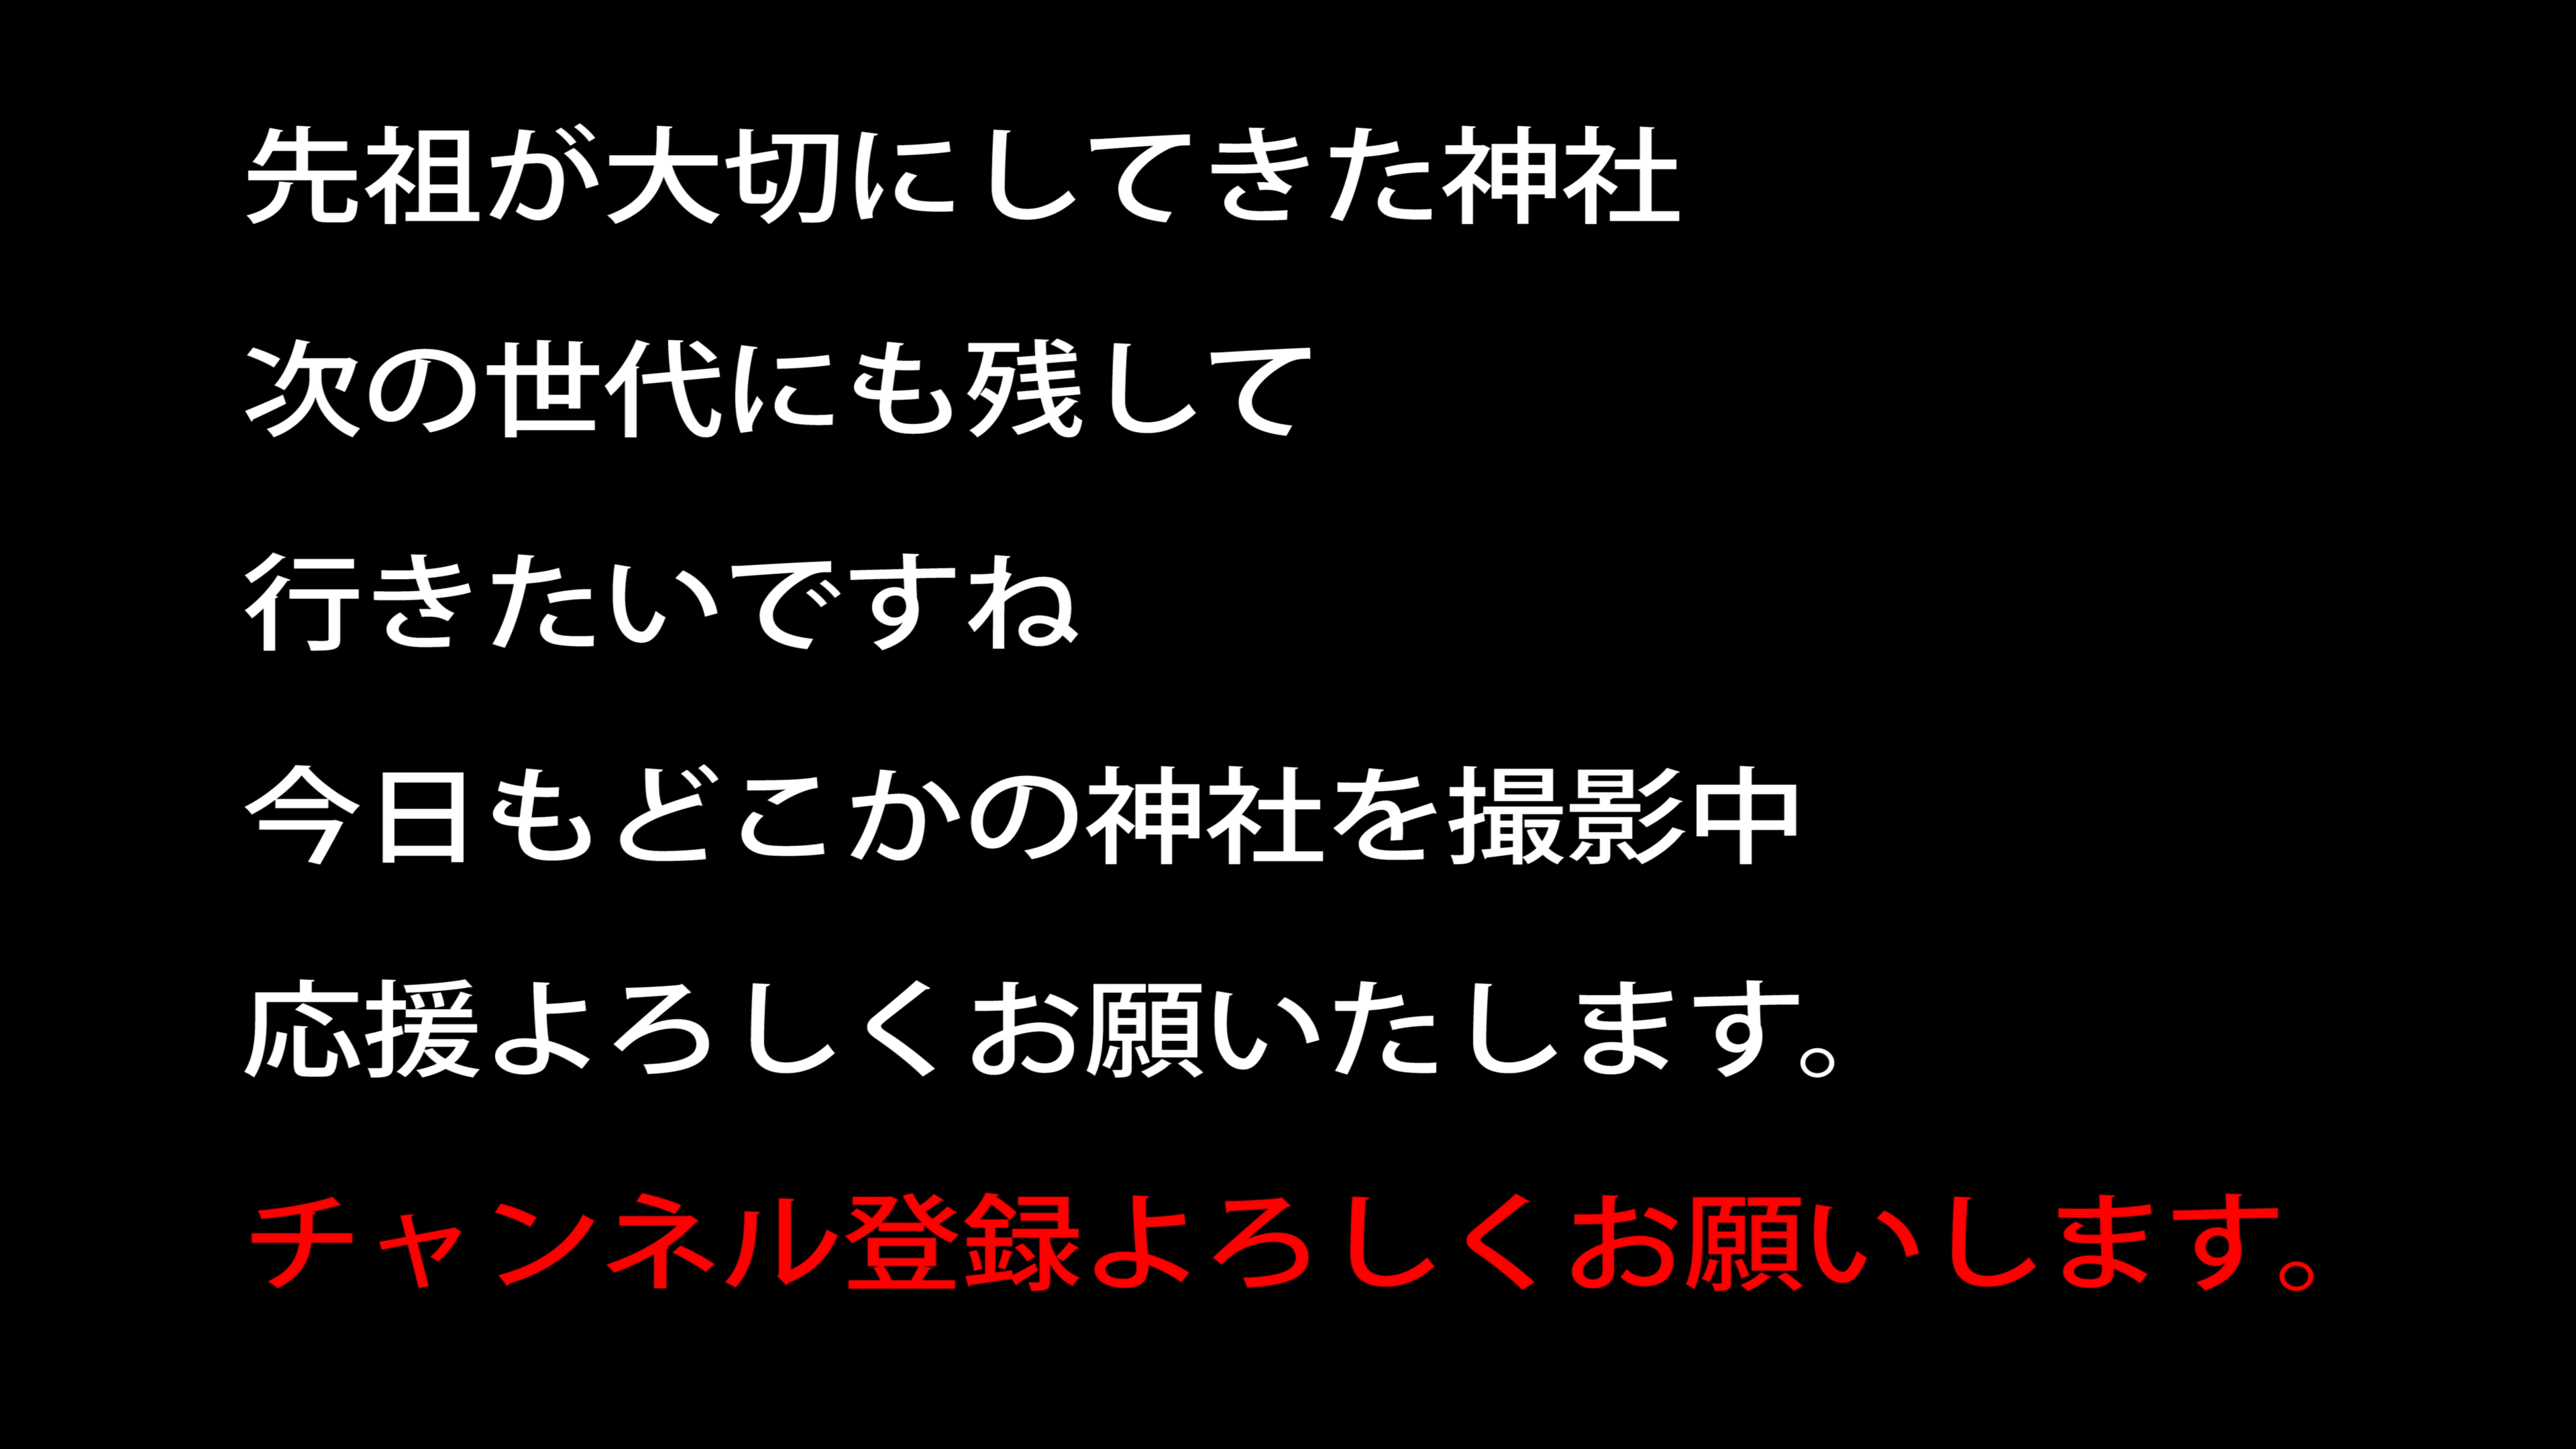 先祖が大切にしてきた神社
次の世代にも残して
行きたいですね
今日もどこかの神社を撮影中
応援よろしくお願いたします。
チャンネル登録よろしくお願いします。